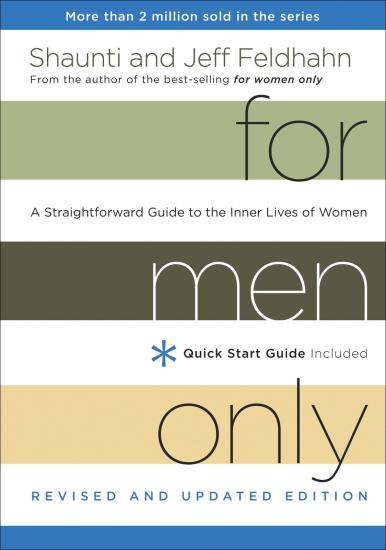 More than 2 million sold in the series
Shaunti and Jeff Feldhahn
From the author of the best-selling for women only
for
A Straightforward Guide to the Inner Lives of Women
men
* Quick Start Guide Included
only
REVISED AND UPDATED EDITION